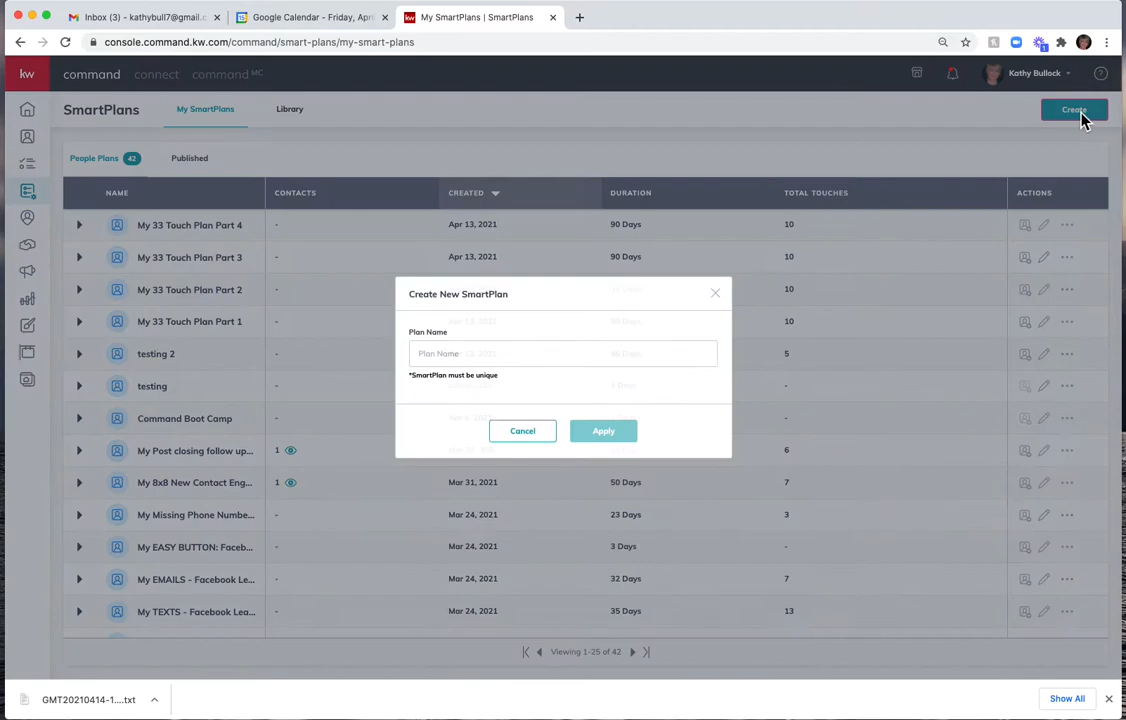 Inbox (3) - kathybull7@gmail.c
Google Calendar - Friday, Apri
kw My SmartPlans | SmartPlans
console.command.kw.com/command/smart-plans/my-smart-plans
kw command connect command MC Kathy Bullock
SmartPlans My SmartPlans Library Create
People Plans 42 Published
NAME CONTACTS CREATED DURATION TOTAL TOUCHES ACTIONS
My 33 Touch Plan Part 4 - Apr 13, 2021 90 Days 10
My 33 Touch Plan Part 3 - Apr 13, 2021 90 Days 10
My 33 Touch Plan Part 2 - 10
My 33 Touch Plan Part 1 - Apr 13, 2021 90 Days 10
testing 2 - 5
testing - -
Command Boot Camp - -
My Post closing follow up... 1 6
My 8x8 New Contact Eng... 1 Mar 31, 2021 50 Days 7
My Missing Phone Numbe... - Mar 24, 2021 23 Days 3
My EASY BUTTON: Faceb... - Mar 24, 2021 3 Days -
My EMAILS - Facebook Le... - Mar 24, 2021 32 Days 7
My TEXTS - Facebook Lea... - Mar 24, 2021 35 Days 13
Viewing 1-25 of 42
Create New SmartPlan
Plan Name
Plan Name
*SmartPlan must be unique
Cancel Apply
GMT20210414-1....txt
Show All